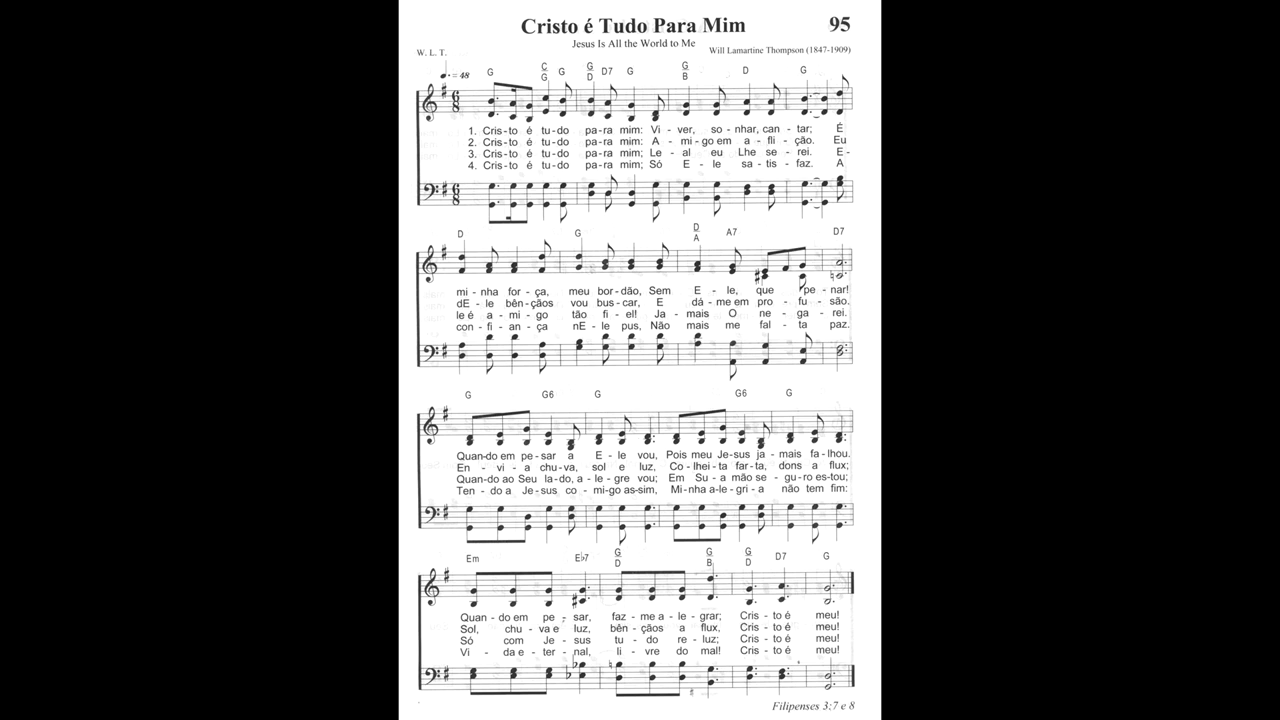 Cristo é Tudo Para Mim 95
Jesus Is All the World to Me
W. L. T. Will Lamartine Thompson (1847-1909)
♩. = 48 G C/G G G/D D7 G G/B D G
1. Cris-to é tu-do pa-ra mim: Vi-ver, so-nhar, can-tar; É
2. Cris-to é tu-do pa-ra mim: A-mi-go em a-fli-ção. Eu
3. Cris-to é tu-do pa-ra mim; Le-al eu Lhe se-rei. E-
4. Cris-to é tu-do pa-ra mim; Só E-le sa-tis-faz. A
D G D/A A7 D7
mi-nha for-ça, meu bor-dão, Sem E-le, que pe-nar!
dE-le bên-çãos vou bus-car, E dá-me em pro-fu-são.
le é a-mi-go tão fi-el! Ja-mais O ne-ga-rei.
con-fi-an-ça nE-le pus, Não mais me fal-ta paz.
G G6 G G6 G
Quan-do em pe-sar a E-le vou, Pois meu Je-sus ja-mais fa-lhou.
En-vi-a chu-va, sol e luz, Co-lhei-ta far-ta, dons a flux;
Quan-do ao Seu la-do, a-le-gre vou; Em Su-a mão se-gu-ro es-tou;
Ten-do a Je-sus co-mi-go as-sim, Mi-nha a-le-gri-a não tem fim:
Em E♭7 G/D G/B G/D D7 G
Quan-do em pe-sar, faz-me a-le-grar; Cris-to é meu!
Sol, chu-va e luz, bên-çãos a flux, Cris-to é meu!
Só com Je-sus tu-do re-luz; Cris-to é meu!
Vi-da e-ter-nal, li-vre do mal! Cris-to é meu!
Filipenses 3:7 e 8